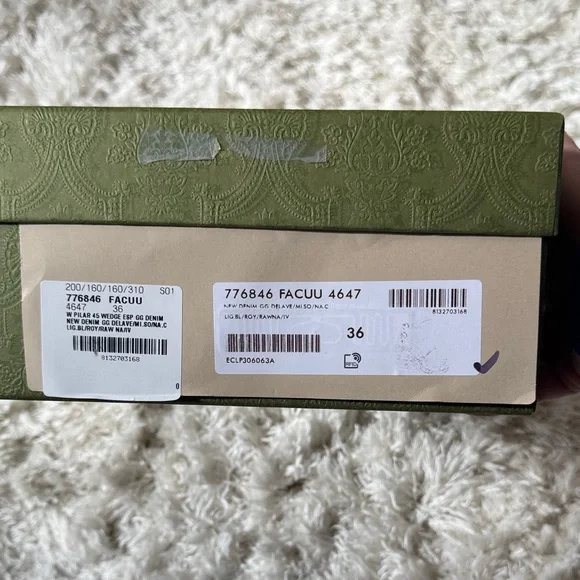 200/160/160/310 S01
776846 FACUU
4647 36
W PILAR 45 WEDGE ESP GG DENIM
NEW DENIM GG DELAVE/MI.SO/NA.C
LIG.BL/ROY/RAW NA/IV
8132703168
0
776846 FACUU 4647
NEW DENIM GG DELAVE/MI.SO/NA.C
8132703168
LIG.BL/ROY/RAWNA/IV
36
ECLP306063A
RFID